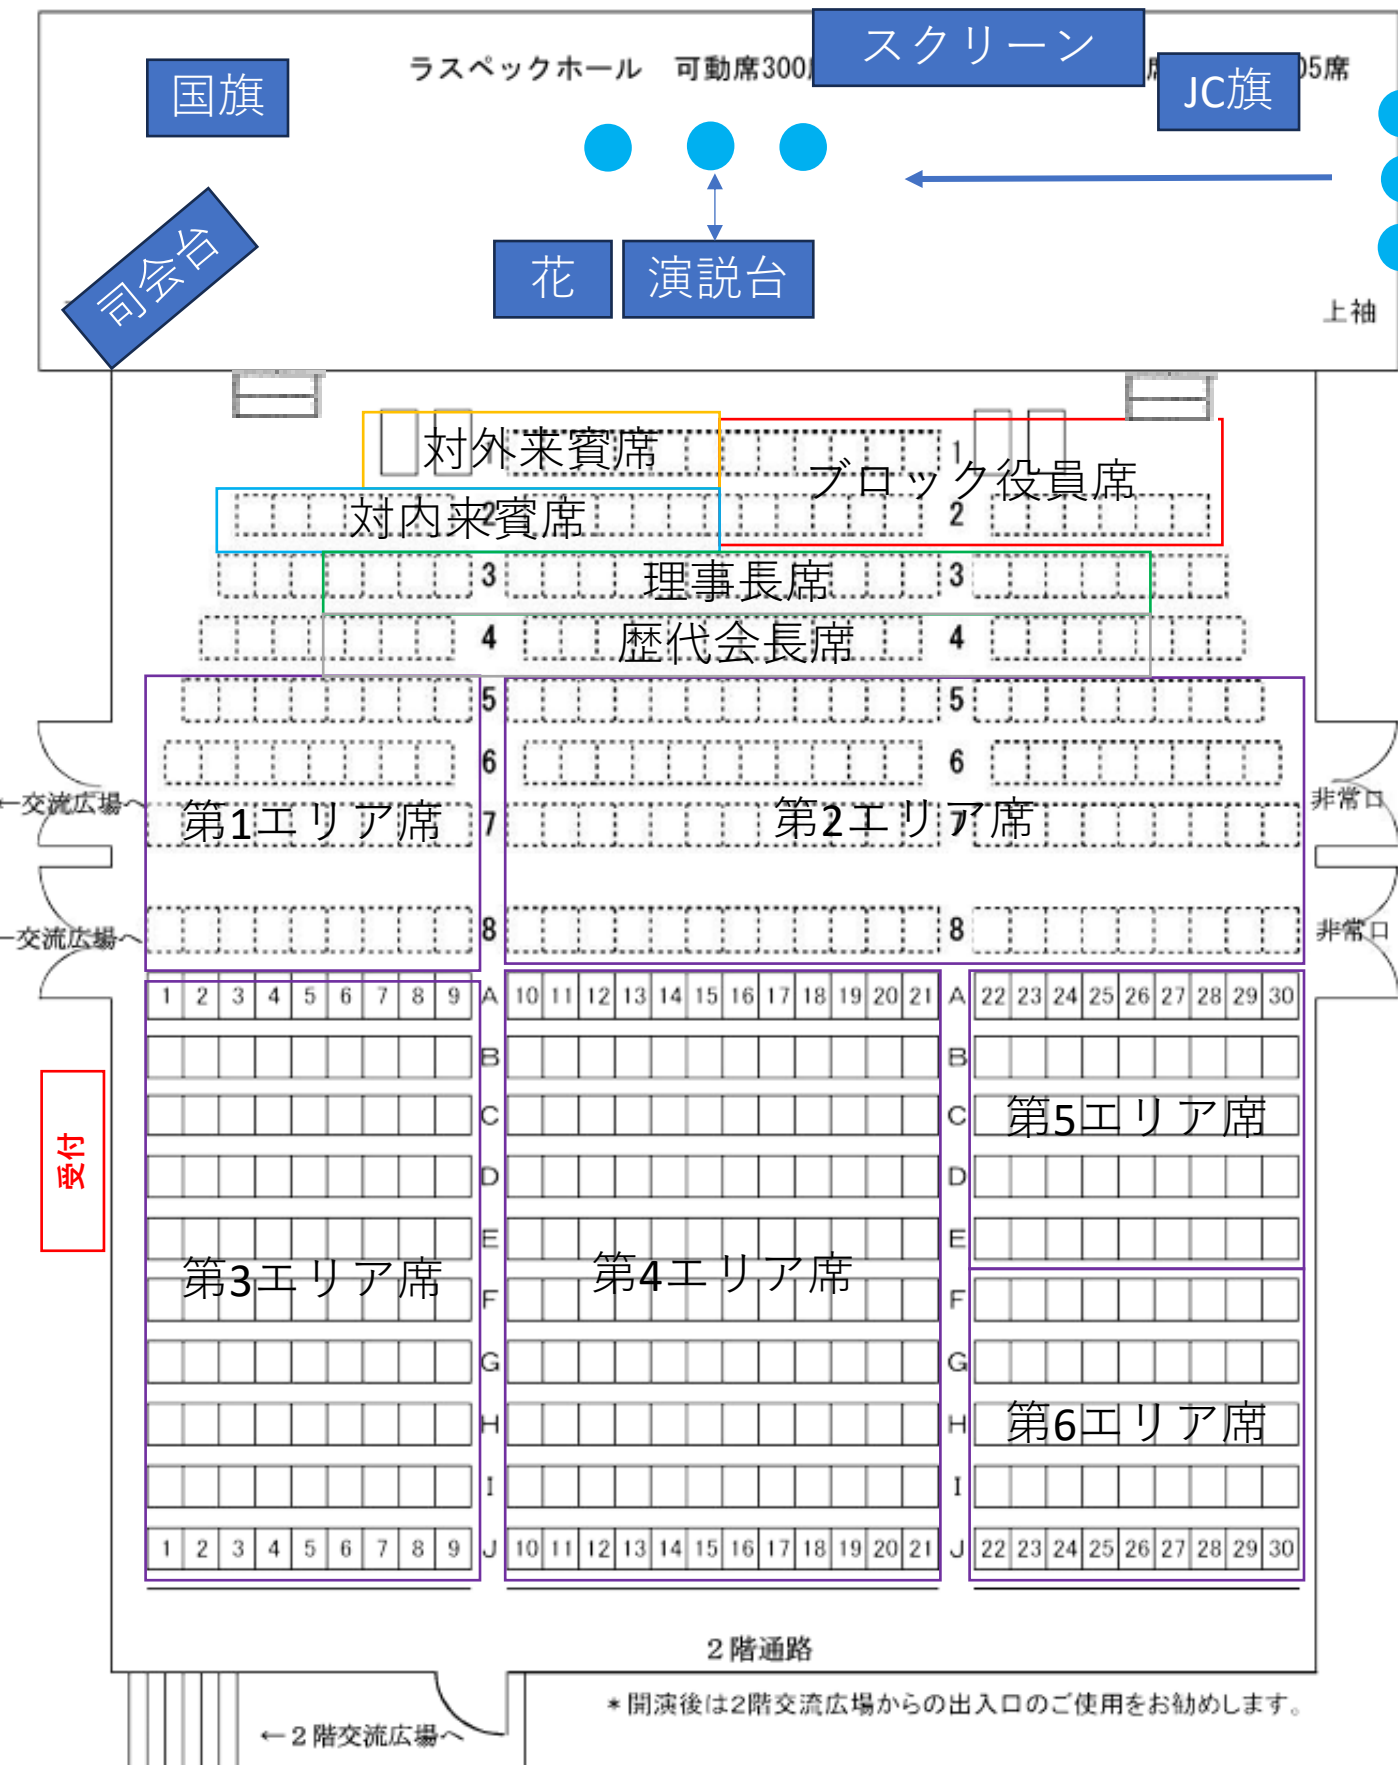 スクリーン
ラスペックホール 可動席300
05席
国旗
JC旗
司会台
花
演説台
上袖
対外来賓席
1
1
ブロック役員席
対内来賓席
2
2
3
理事長席
3
4
歴代会長席
4
5
5
6
6
←交流広場へ
第1エリア席
7
第2エリア席
7
非常口
←交流広場へ
8
8
非常口
1 2 3 4 5 6 7 8 9 A 10 11 12 13 14 15 16 17 18 19 20 21 A 22 23 24 25 26 27 28 29 30
B
B
C
C
第5エリア席
受付
D
D
E
E
第3エリア席
第4エリア席
F
F
G
G
H
H
第6エリア席
I
I
1 2 3 4 5 6 7 8 9 J 10 11 12 13 14 15 16 17 18 19 20 21 J 22 23 24 25 26 27 28 29 30
2階通路
*開演後は2階交流広場からの出入口のご使用をお勧めします。
←2階交流広場へ